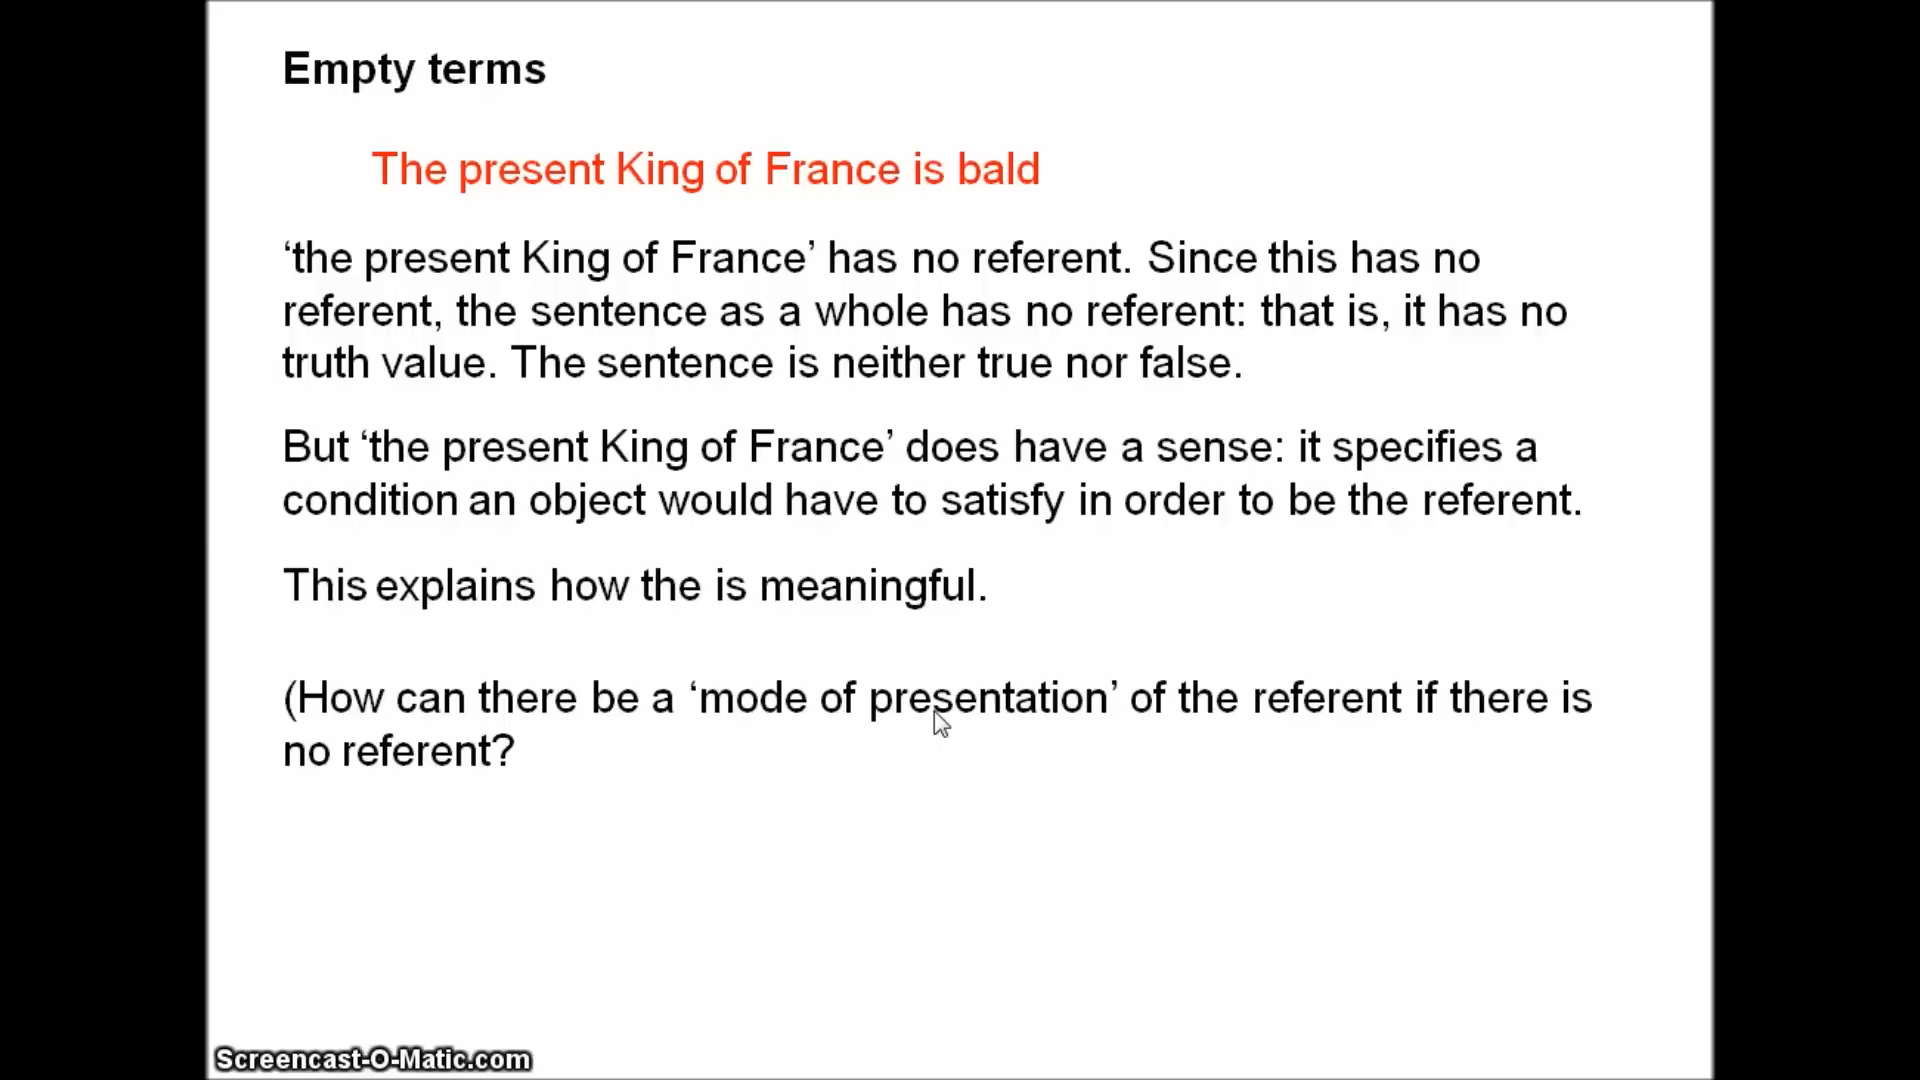 Empty terms
The present King of France is bald
‘the present King of France’ has no referent. Since this has no
referent, the sentence as a whole has no referent: that is, it has no
truth value. The sentence is neither true nor false.
But ‘the present King of France’ does have a sense: it specifies a
condition an object would have to satisfy in order to be the referent.
This explains how the is meaningful.
(How can there be a ‘mode of presentation’ of the referent if there is
no referent?
Screencast-O-Matic.com